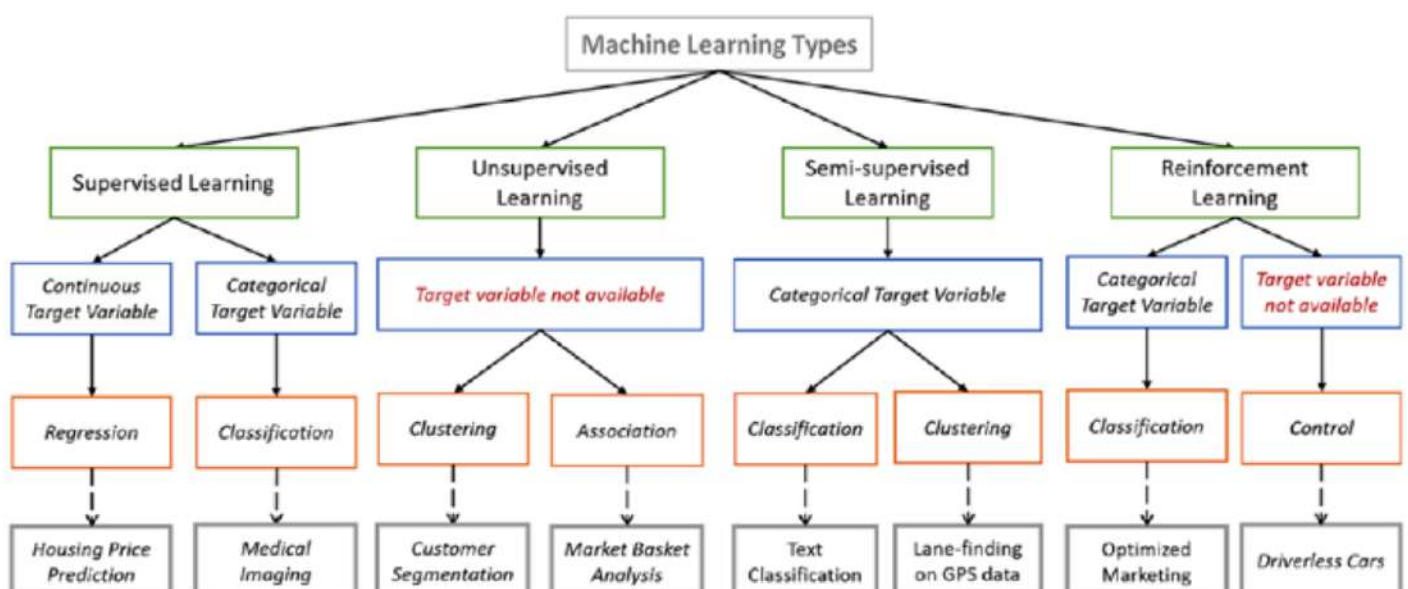 Machine Learning Types
Supervised Learning
Unsupervised
Learning
Semi-supervised
Learning
Reinforcement
Learning
Continuous
Target Variable
Categorical
Target Variable
Target variable not available
Categorical Target Variable
Categorical
Target Variable
Target variable
not available
Regression
Classification
Clustering
Association
Classification
Clustering
Classification
Control
Housing Price
Prediction
Medical
Imaging
Customer
Segmentation
Market Basket
Analysis
Text
Classification
Lane-finding
on GPS data
Optimized
Marketing
Driverless Cars